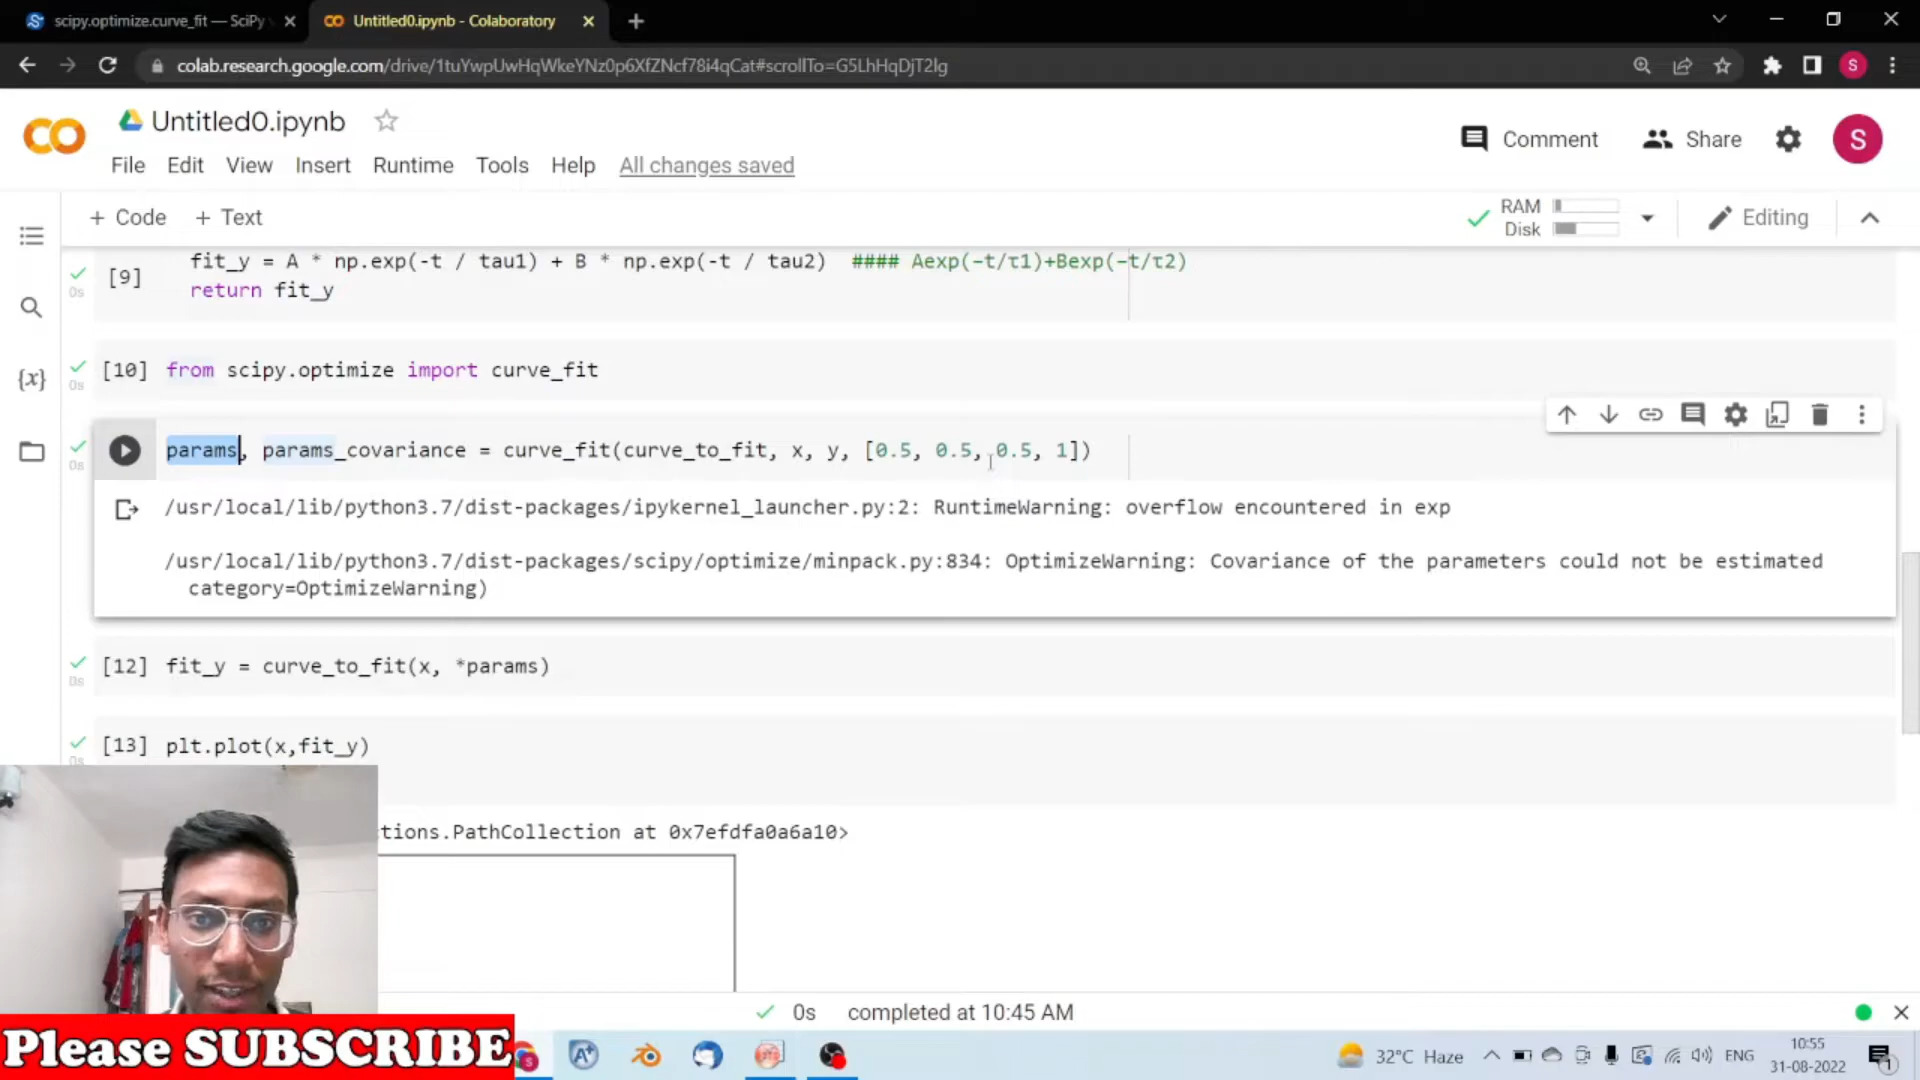 scipy.optimize.curve_fit — SciPy
Untitled0.ipynb - Colaboratory
colab.research.google.com/drive/1tuYwpUwHqWkeYNz0p6XfZNcf78i4qCat#scrollTo=G5LhHqDjT2lg
S
Untitled0.ipynb
Comment
Share
S
File Edit View Insert Runtime Tools Help All changes saved
+ Code + Text
RAM
Disk
Editing
fit_y = A * np.exp(-t / tau1) + B * np.exp(-t / tau2) #### Aexp(−t/τ1)+Bexp(−t/τ2)
[9]
0s
return fit_y
[10] from scipy.optimize import curve_fit
0s
{x}
params, params_covariance = curve_fit(curve_to_fit, x, y, [0.5, 0.5, 0.5, 1])
0s
/usr/local/lib/python3.7/dist-packages/ipykernel_launcher.py:2: RuntimeWarning: overflow encountered in exp
/usr/local/lib/python3.7/dist-packages/scipy/optimize/minpack.py:834: OptimizeWarning: Covariance of the parameters could not be estimated
category=OptimizeWarning)
[12] fit_y = curve_to_fit(x, *params)
0s
[13] plt.plot(x,fit_y)
ctions.PathCollection at 0x7efdfa0a6a10>
0s completed at 10:45 AM
Please SUBSCRIBE
32°C Haze
ENG
10:55
31-08-2022
1